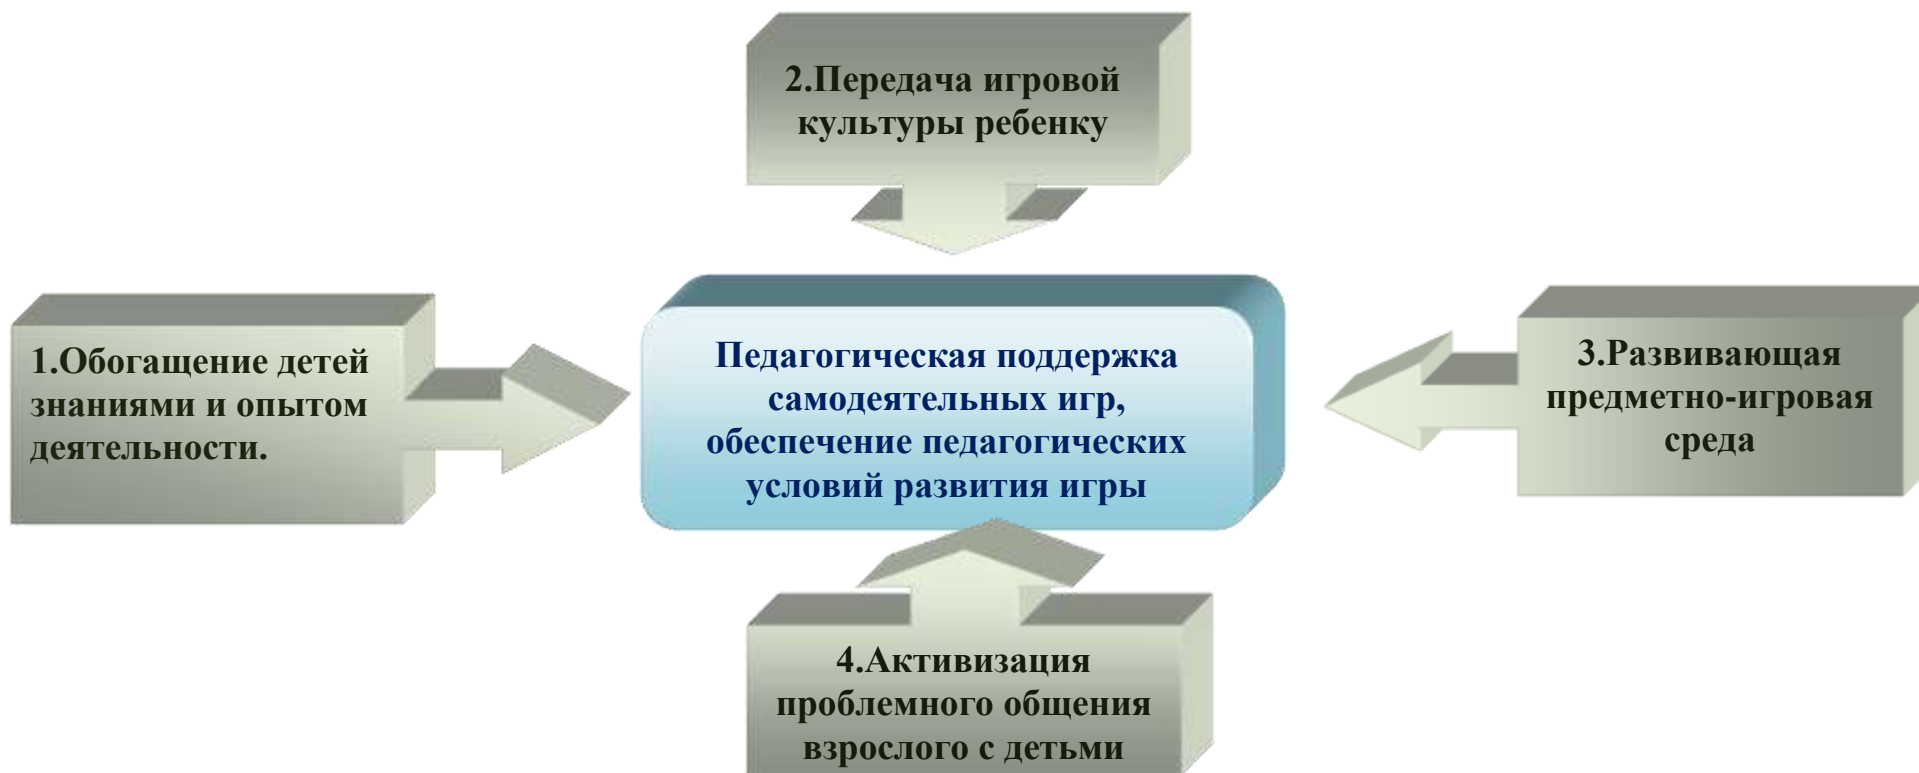 2.Передача игровой
культуры ребенку
1.Обогащение детей
знаниями и опытом
деятельности.
Педагогическая поддержка
самодеятельных игр,
обеспечение педагогических
условий развития игры
3.Развивающая
предметно-игровая
среда
4.Активизация
проблемного общения
взрослого с детьми